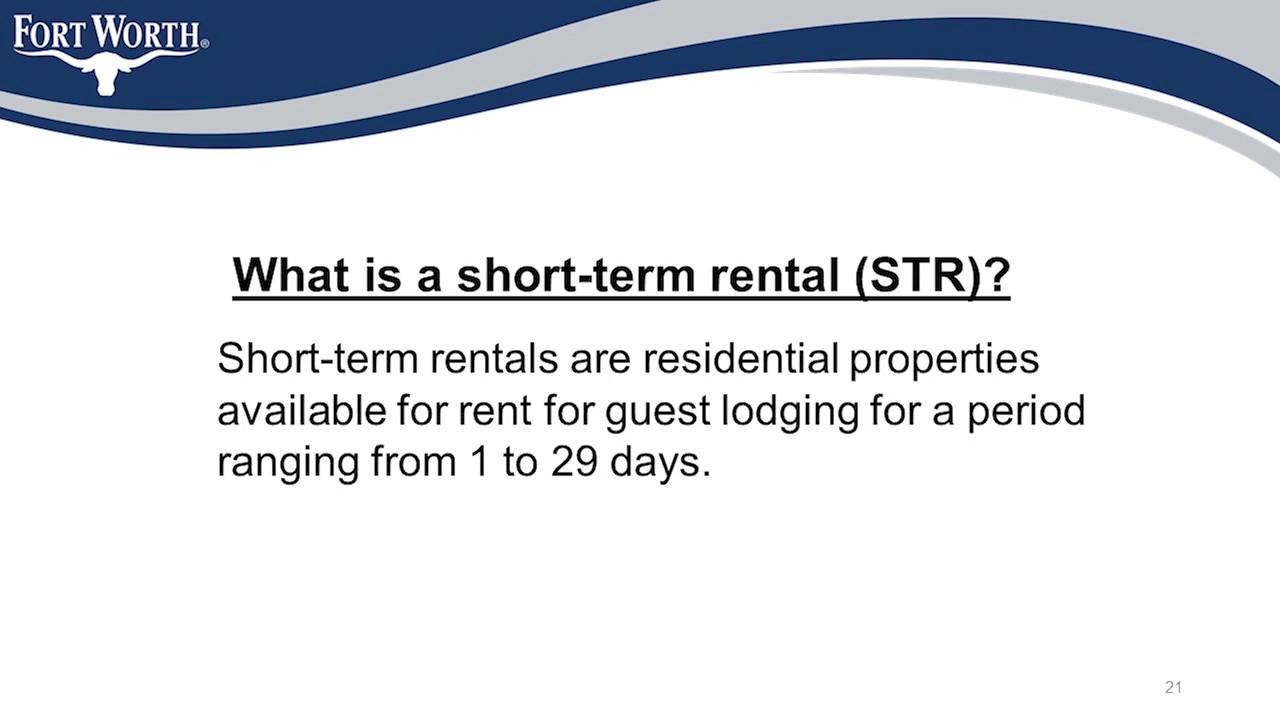 FORT WORTH®
What is a short-term rental (STR)?
Short-term rentals are residential properties
available for rent for guest lodging for a period
ranging from 1 to 29 days.
21